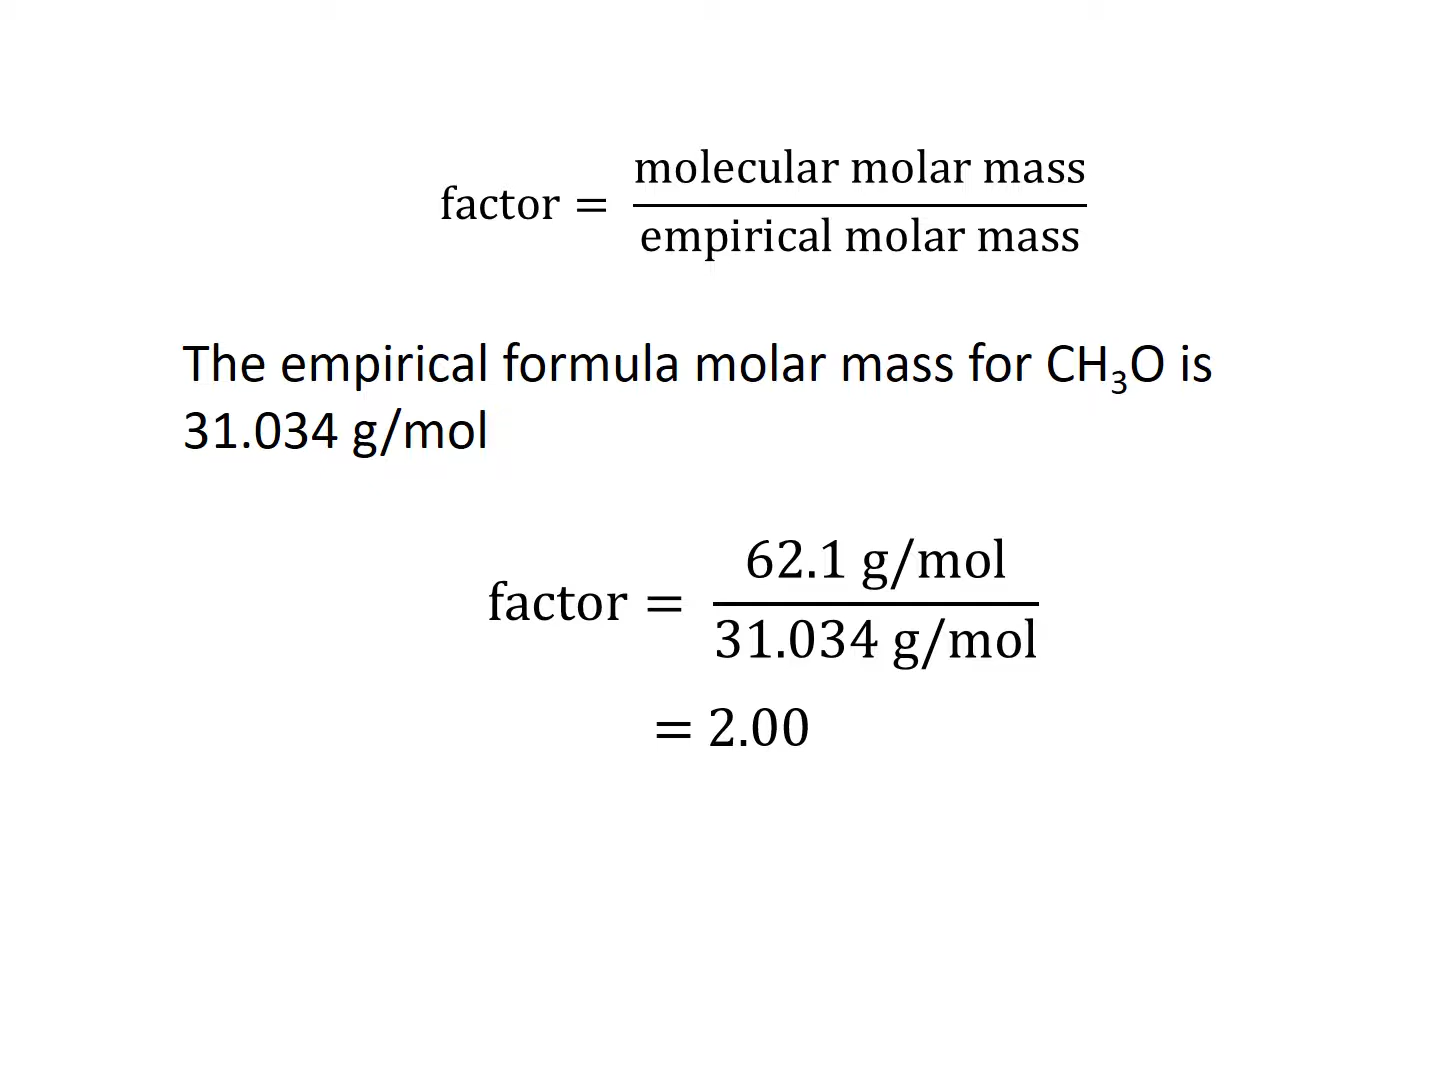 factor = molecular molar mass / empirical molar mass
The empirical formula molar mass for CH₃O is
31.034 g/mol
factor = 62.1 g/mol / 31.034 g/mol
= 2.00